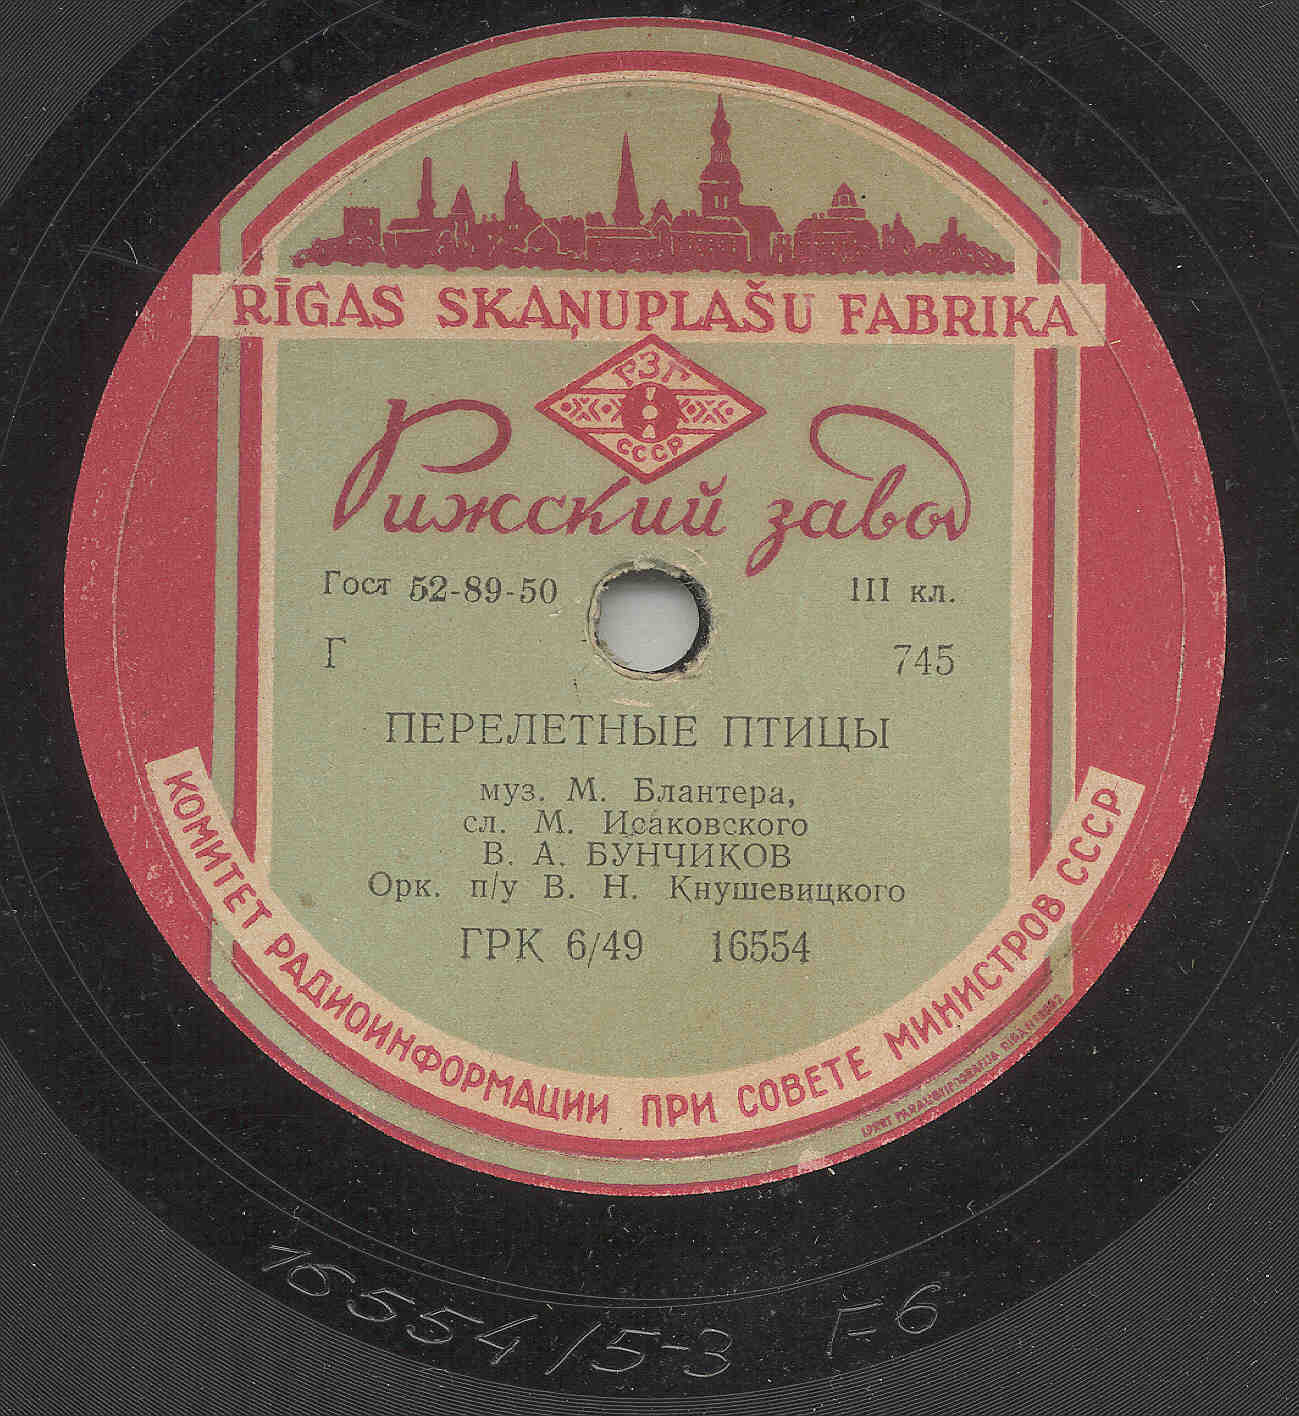 RĪGAS SKAŅUPLAŠU FABRIKA
РЗГ
СССР
Рижский завод
Гост 52-89-50 III кл.
Г 745
ПЕРЕЛЕТНЫЕ ПТИЦЫ
муз. М. Блантера,
сл. М. Исаковского
В. А. БУНЧИКОВ
Орк. п/у В. Н. Кнушевицкого
ГРК 6/49 16554
КОМИТЕТ РАДИОИНФОРМАЦИИ ПРИ СОВЕТЕ МИНИСТРОВ СССР
16554/5-3 F6